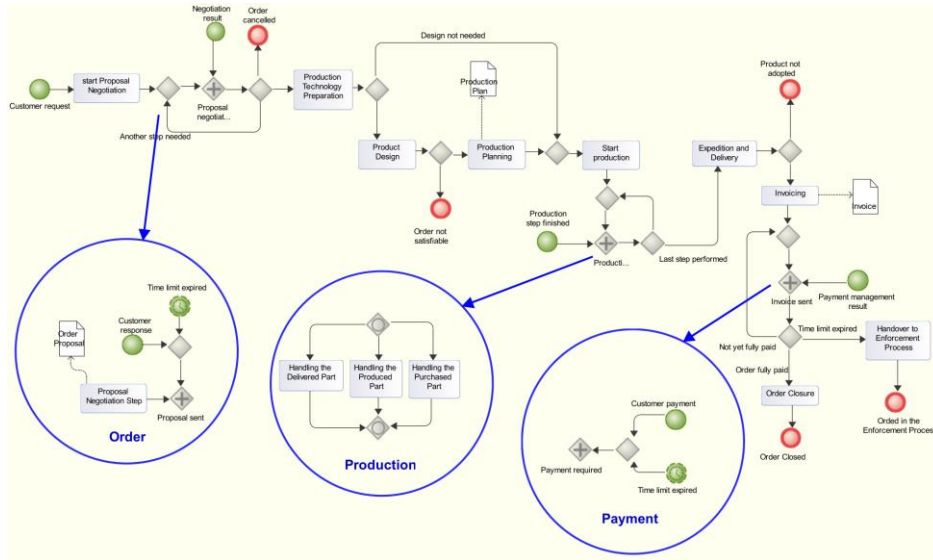 Negotiation
result
Order
cancelled
Customer request
start Proposal
Negotiation
Proposal
negotiat...
Another step needed
Production
Technology
Preparation
Design not needed
Production
Plan
Product
Design
Production
Planning
Order not
satisfiable
Start
production
Production
step finished
Producti...
Last step performed
Expedition and
Delivery
Product not
adopted
Invoicing
Invoice
Invoice sent
Payment management
result
Not yet fully paid
Time limit expired
Handover to
Enforcement
Process
Order fully paid
Order Closure
Order Closed
Orded in the
Enforcement Proces
Time limit expired
Customer
response
Order
Proposal
Proposal
Negotiation Step
Proposal sent
Order
Handling the
Delivered Part
Handling the
Produced
Part
Handling the
Purchased
Part
Production
Customer payment
Payment required
Time limit expired
Payment